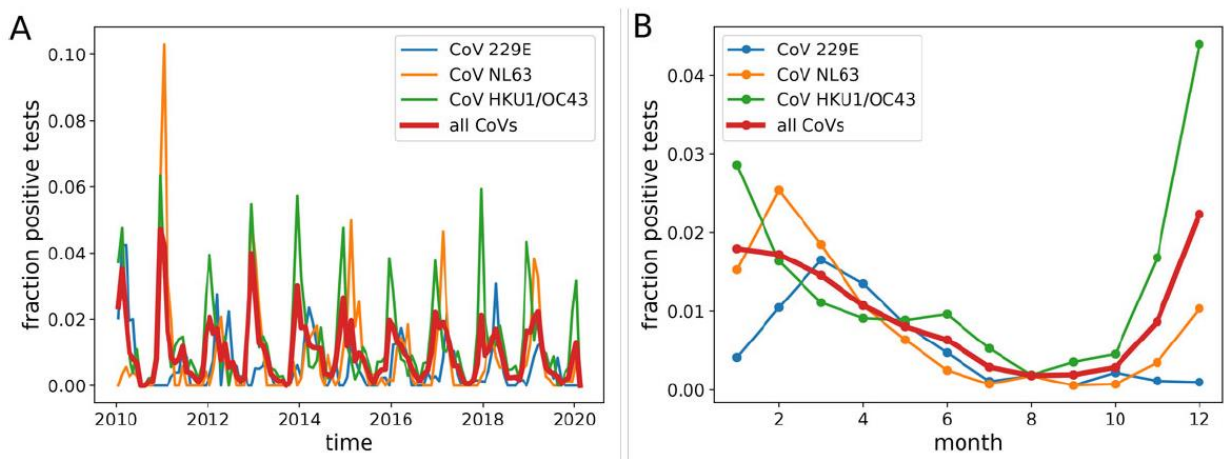 A
fraction positive tests
0.10
0.08
0.06
0.04
0.02
0.00
CoV 229E
CoV NL63
CoV HKU1/OC43
all CoVs
2010 2012 2014 2016 2018 2020
time
B
fraction positive tests
0.04
0.03
0.02
0.01
0.00
CoV 229E
CoV NL63
CoV HKU1/OC43
all CoVs
2 4 6 8 10 12
month